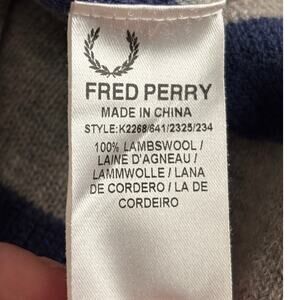 FRED PERRY
MADE IN CHINA
STYLE:K2268/641/2325/234
100% LAMBSWOOL /
LAINE D'AGNEAU /
LAMMWOLLE / LANA
DE CORDERO / LA DE
CORDEIRO